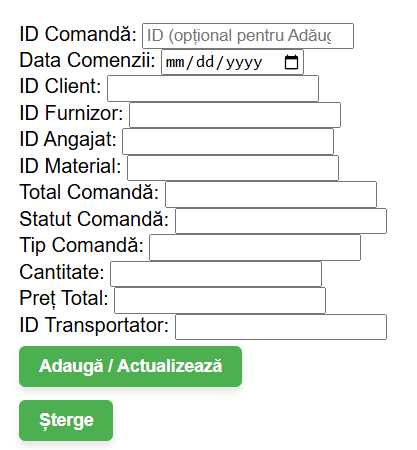 ID Comandă: ID (opțional pentru Adăug
Data Comenzii: mm/dd/yyyy
ID Client:
ID Furnizor:
ID Angajat:
ID Material:
Total Comandă:
Statut Comandă:
Tip Comandă:
Cantitate:
Preț Total:
ID Transportator:
Adaugă / Actualizează
Șterge